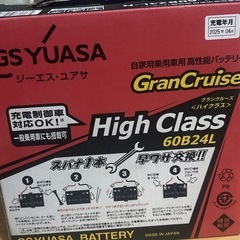 GS YUASA
ジーエス・ユアサ
充電年月
2025年04月
自家用乗用車用 高性能バッテリー
GranCruise
グランクルーズ
<ハイクラス>
充電制御車
対応OK!
一般乗用車にも搭載可
High Class
60B24L
スパナ1本
早ワザ交換!!
Pb
GSYUASA BATTERY
MADE IN JAPAN